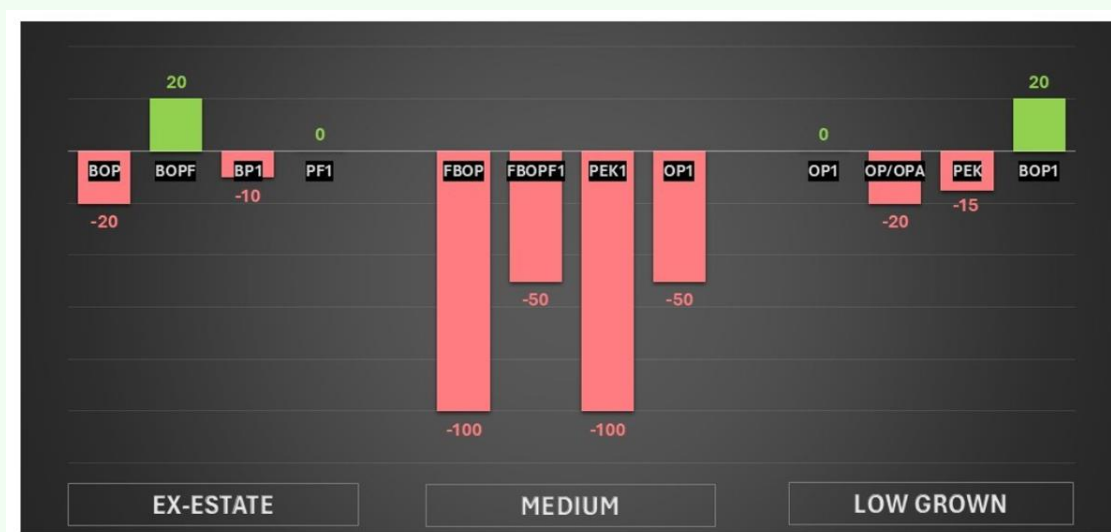 20
20
0
0
BOP
BOPF
BP1
PF1
FBOP
FBOPF1
PEK1
OP1
OP1
OP/OPA
PEK
BOP1
-10
-15
-20
-20
-50
-50
-100
-100
EX-ESTATE
MEDIUM
LOW GROWN